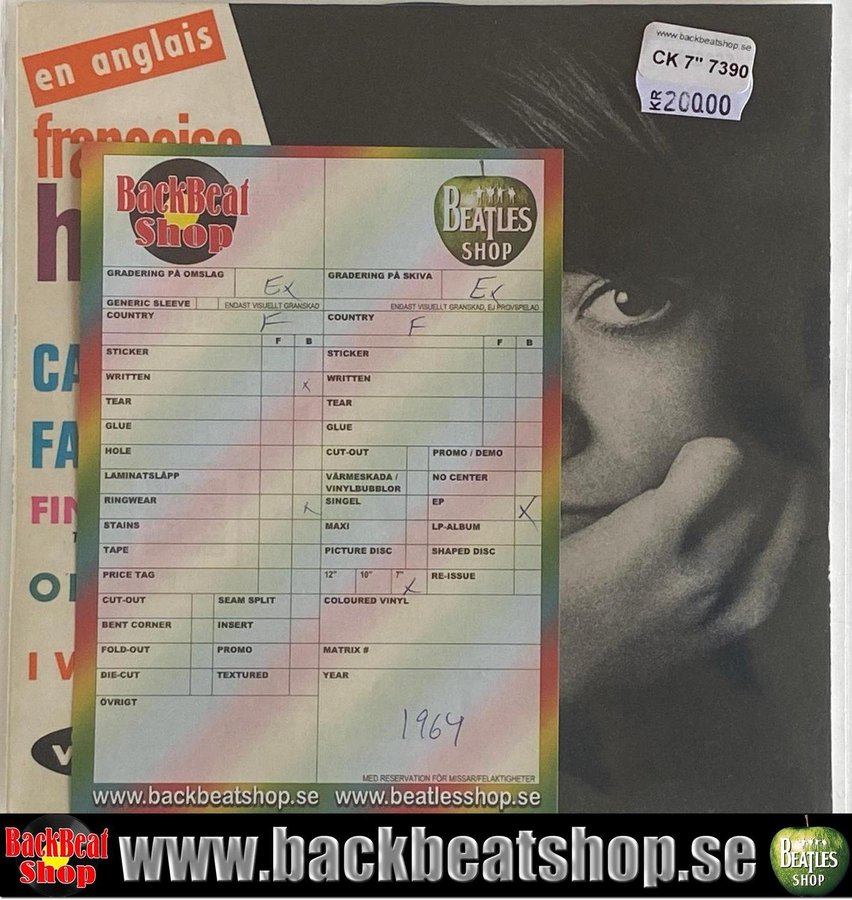 en anglais
françoise
h
CA
FA
FIN
T
O
I V
V
www.backbeatshop.se
CK 7" 7390
KR 200.00
BackBeat
Shop
BEATLES
SHOP
GRADERING PÅ OMSLAG Ex
GRADERING PÅ SKIVA Ex
GENERIC SLEEVE ENDAST VISUELLT GRANSKAD
ENDAST VISUELLT GRANSKAD, EJ PROVSPELAD
COUNTRY F
COUNTRY F
F B
F B
STICKER
STICKER
WRITTEN x
WRITTEN
TEAR
TEAR
GLUE
GLUE
HOLE
CUT-OUT PROMO / DEMO
LAMINATSLÄPP
VÄRMESKADA / NO CENTER
VINYLBUBBLOR
RINGWEAR x
SINGEL EP x
STAINS
MAXI LP-ALBUM
TAPE
PICTURE DISC SHAPED DISC
PRICE TAG
12" 10" 7" x RE-ISSUE
CUT-OUT SEAM SPLIT
COLOURED VINYL
BENT CORNER INSERT
FOLD-OUT PROMO
MATRIX #
DIE-CUT TEXTURED
YEAR
ÖVRIGT
1964
MED RESERVATION FÖR MISSAR/FELAKTIGHETER
www.backbeatshop.se www.beatlesshop.se
BackBeat
Shop
www.backbeatshop.se
BEATLES
SHOP